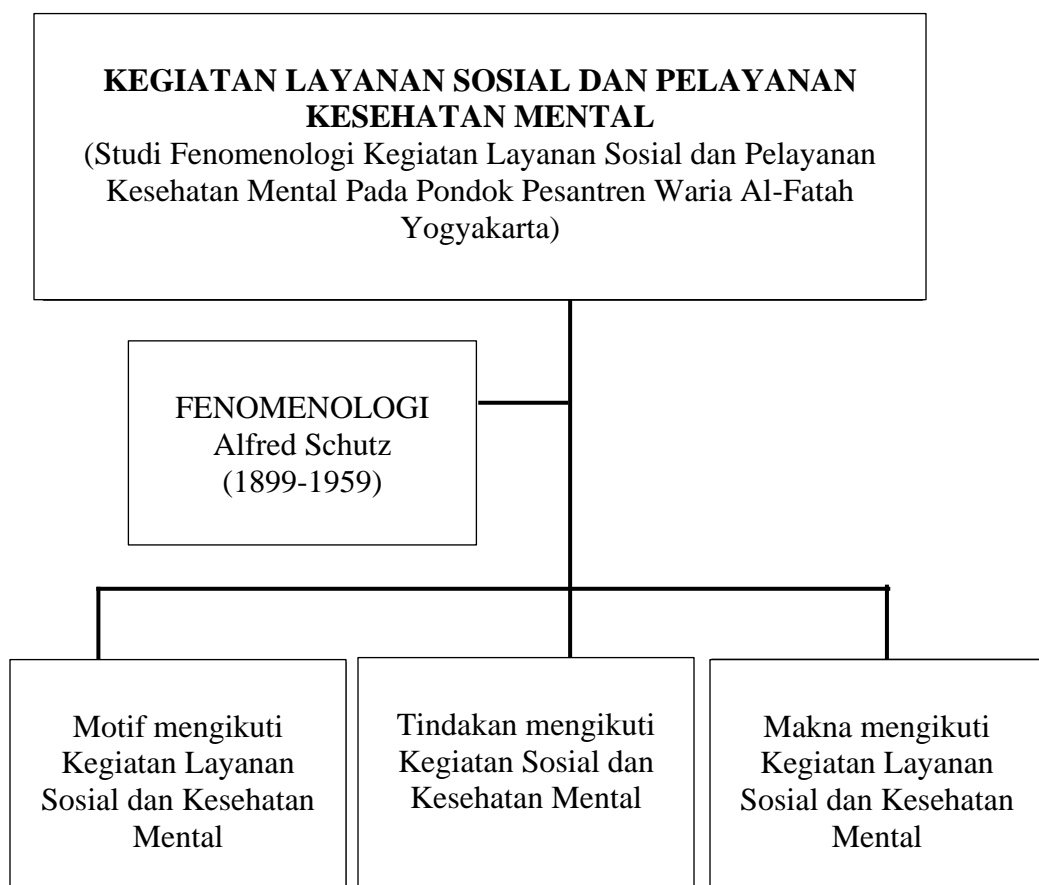 KEGIATAN LAYANAN SOSIAL DAN PELAYANAN
KESEHATAN MENTAL
(Studi Fenomenologi Kegiatan Layanan Sosial dan Pelayanan
Kesehatan Mental Pada Pondok Pesantren Waria Al-Fatah
Yogyakarta)
FENOMENOLOGI
Alfred Schutz
(1899-1959)
Motif mengikuti
Kegiatan Layanan
Sosial dan Kesehatan
Mental
Tindakan mengikuti
Kegiatan Sosial dan
Kesehatan Mental
Makna mengikuti
Kegiatan Layanan
Sosial dan Kesehatan
Mental